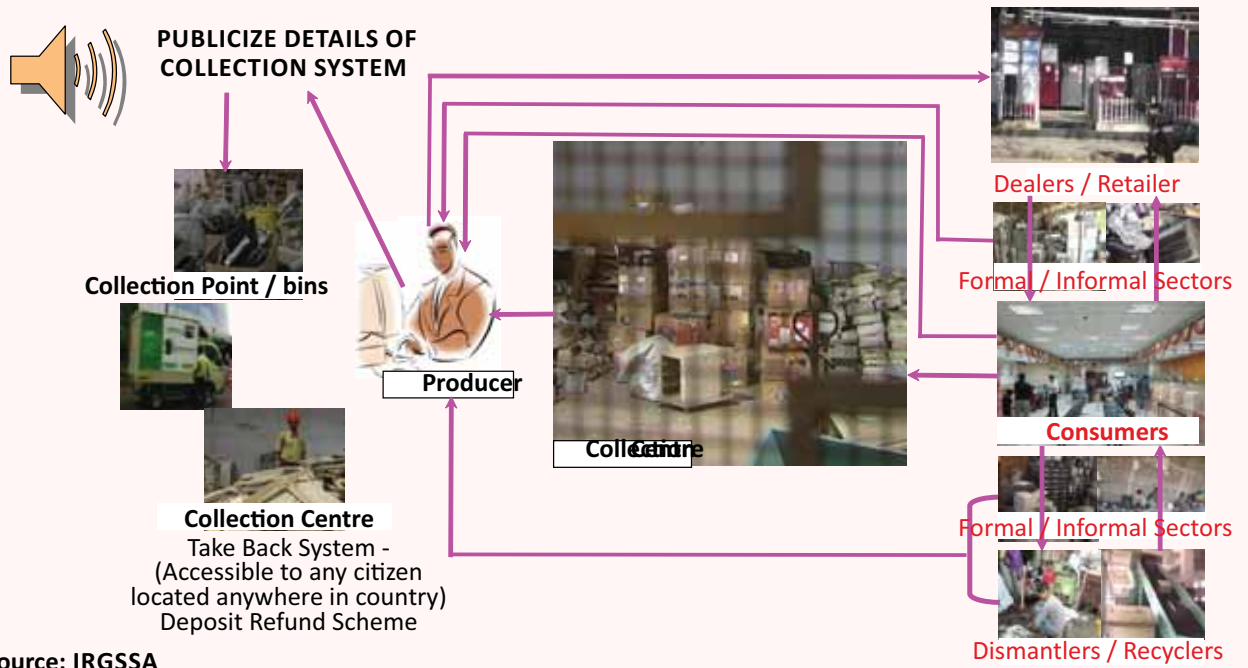 PUBLICIZE DETAILS OF
COLLECTION SYSTEM
Collection Point / bins
Collection Centre
Take Back System -
(Accessible to any citizen
located anywhere in country)
Deposit Refund Scheme
Producer
Collection
Centre
Dealers / Retailer
Formal / Informal Sectors
Consumers
Formal / Informal Sectors
Dismantlers / Recyclers
ource: IRGSSA